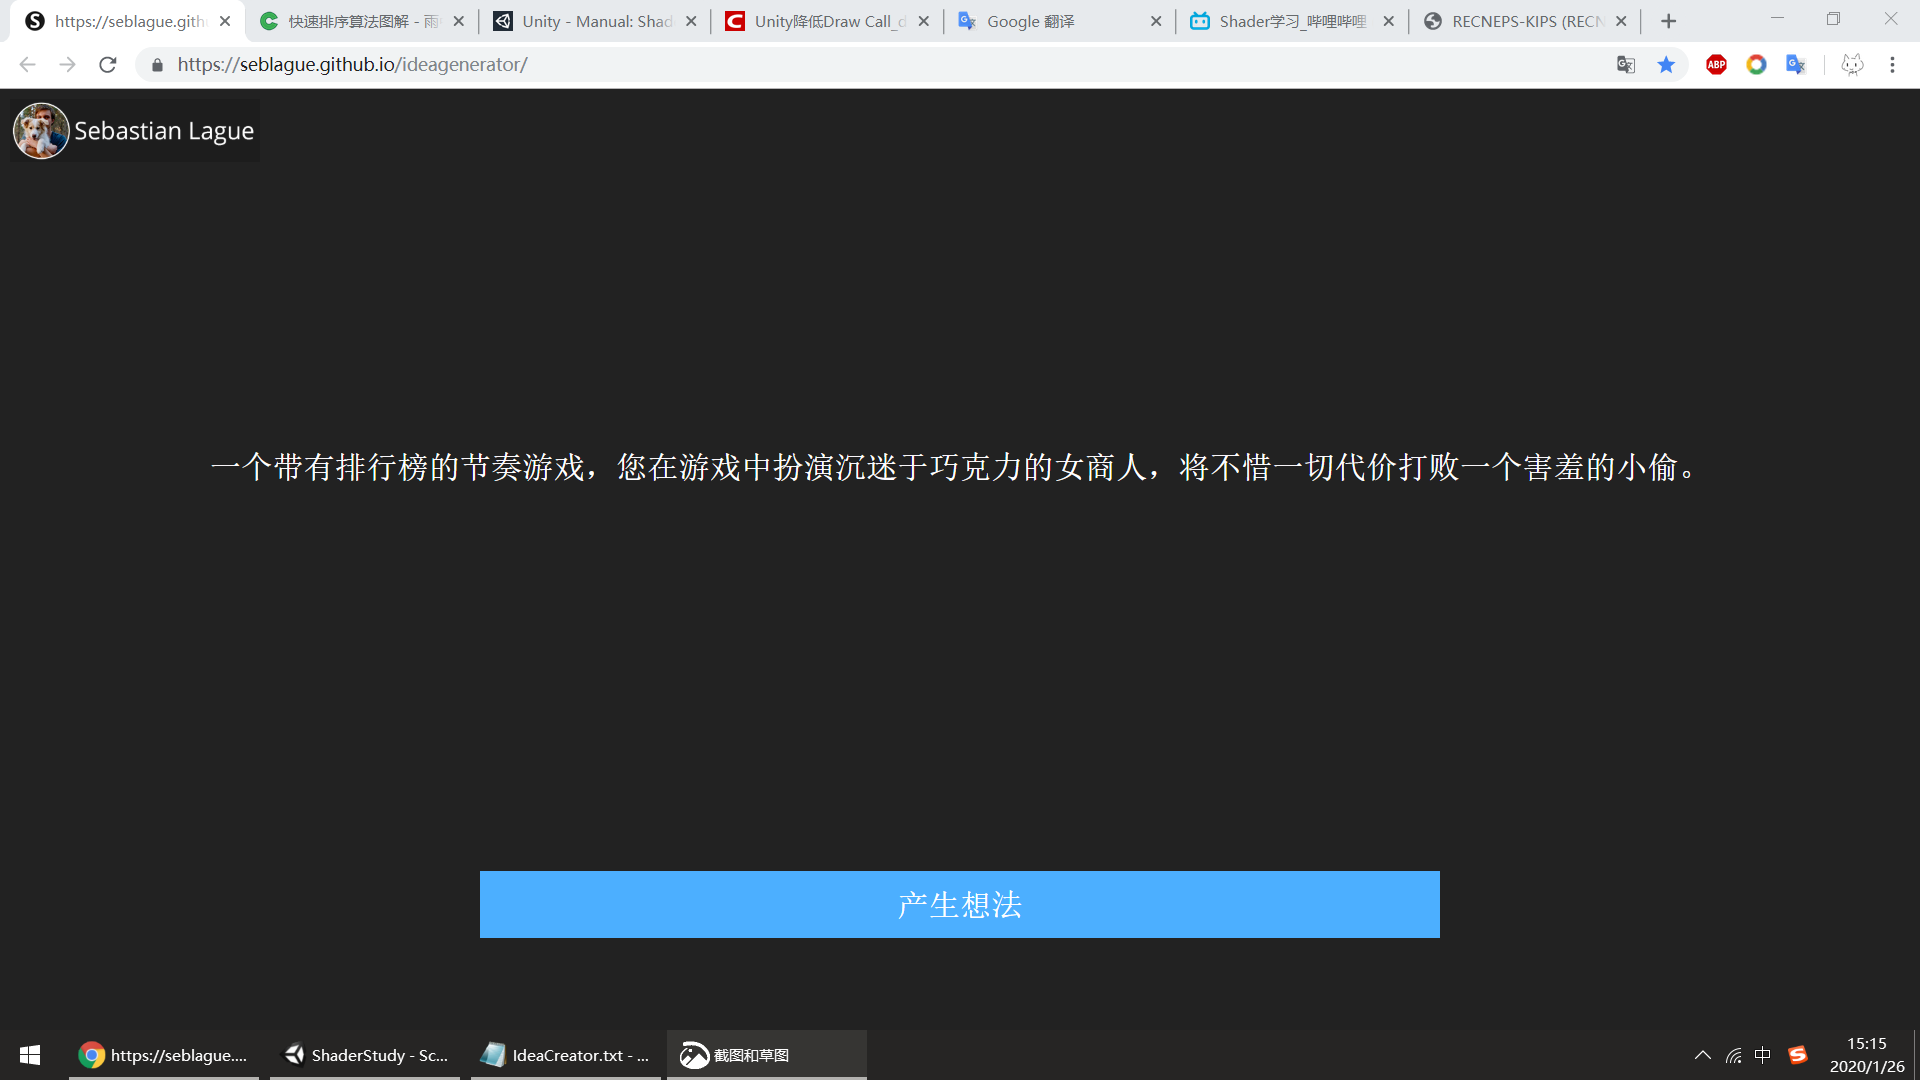 https://seblague.gith
快速排序算法图解 - 雨
Unity - Manual: Shad
Unity降低Draw Call_d
Google 翻译
Shader学习_哔哩哔哩
RECNEPS-KIPS (RECN
https://seblague.github.io/ideagenerator/
ABP
Sebastian Lague
一个带有排行榜的节奏游戏，您在游戏中扮演沉迷于巧克力的女商人，将不惜一切代价打败一个害羞的小偷。
产生想法
https://seblague....
ShaderStudy - Sc...
IdeaCreator.txt - ...
截图和草图
中
15:15
2020/1/26